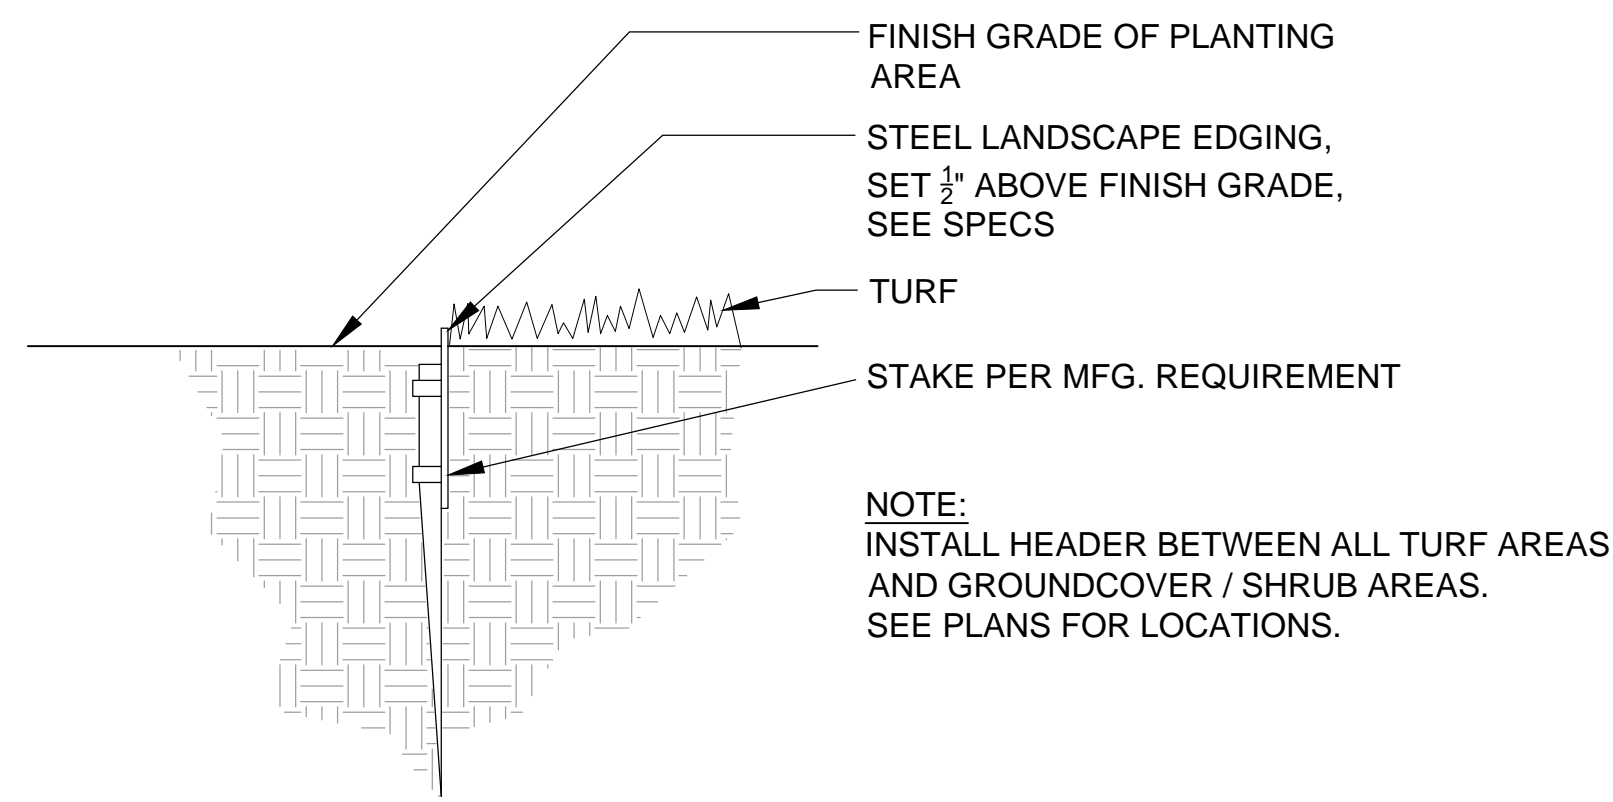 FINISH GRADE OF PLANTING
AREA
STEEL LANDSCAPE EDGING,
SET ½" ABOVE FINISH GRADE,
SEE SPECS
TURF
STAKE PER MFG. REQUIREMENT
NOTE:
INSTALL HEADER BETWEEN ALL TURF AREAS
AND GROUNDCOVER / SHRUB AREAS.
SEE PLANS FOR LOCATIONS.